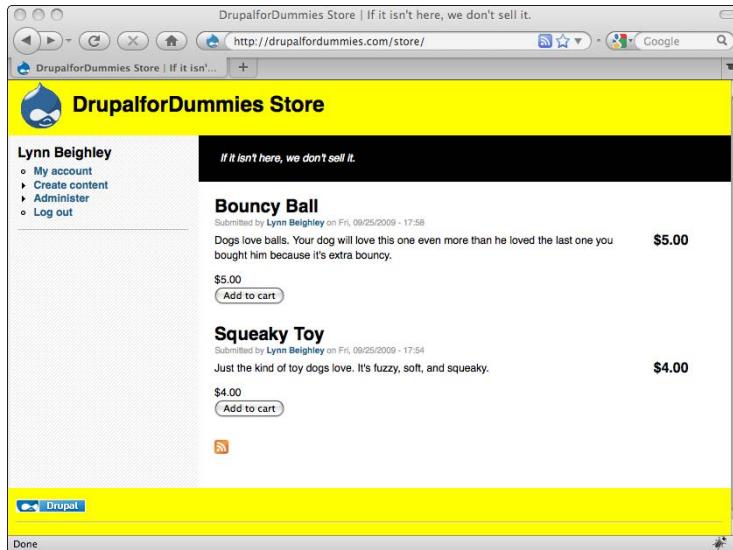 DrupalforDummies Store | If it isn't here, we don't sell it.
http://drupalfordummies.com/store/
Google
DrupalforDummies Store | If it isn'...
DrupalforDummies Store
Lynn Beighley
My account
Create content
Administer
Log out
If it isn't here, we don't sell it.
Bouncy Ball
Submitted by Lynn Beighley on Fri, 09/25/2009 - 17:58
Dogs love balls. Your dog will love this one even more than he loved the last one you
bought him because it's extra bouncy.
$5.00
$5.00
Add to cart
Squeaky Toy
Submitted by Lynn Beighley on Fri, 09/25/2009 - 17:54
Just the kind of toy dogs love. It's fuzzy, soft, and squeaky.
$4.00
$4.00
Add to cart
Drupal
Done